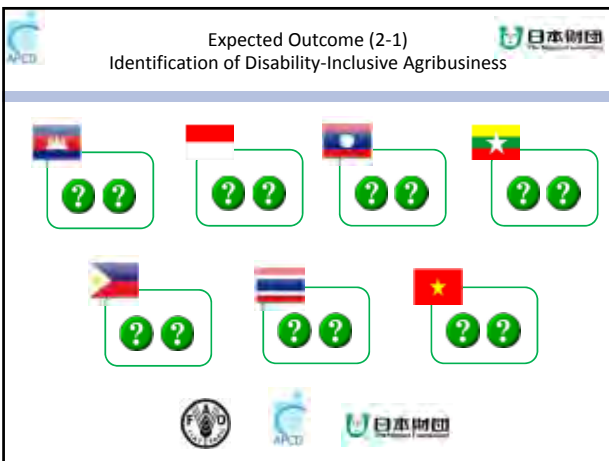 APCD
Expected Outcome (2-1)
日本財団
Identification of Disability-Inclusive Agribusiness
? ?
? ?
? ?
? ?
? ?
? ?
? ?
FAO
APCD
日本財団